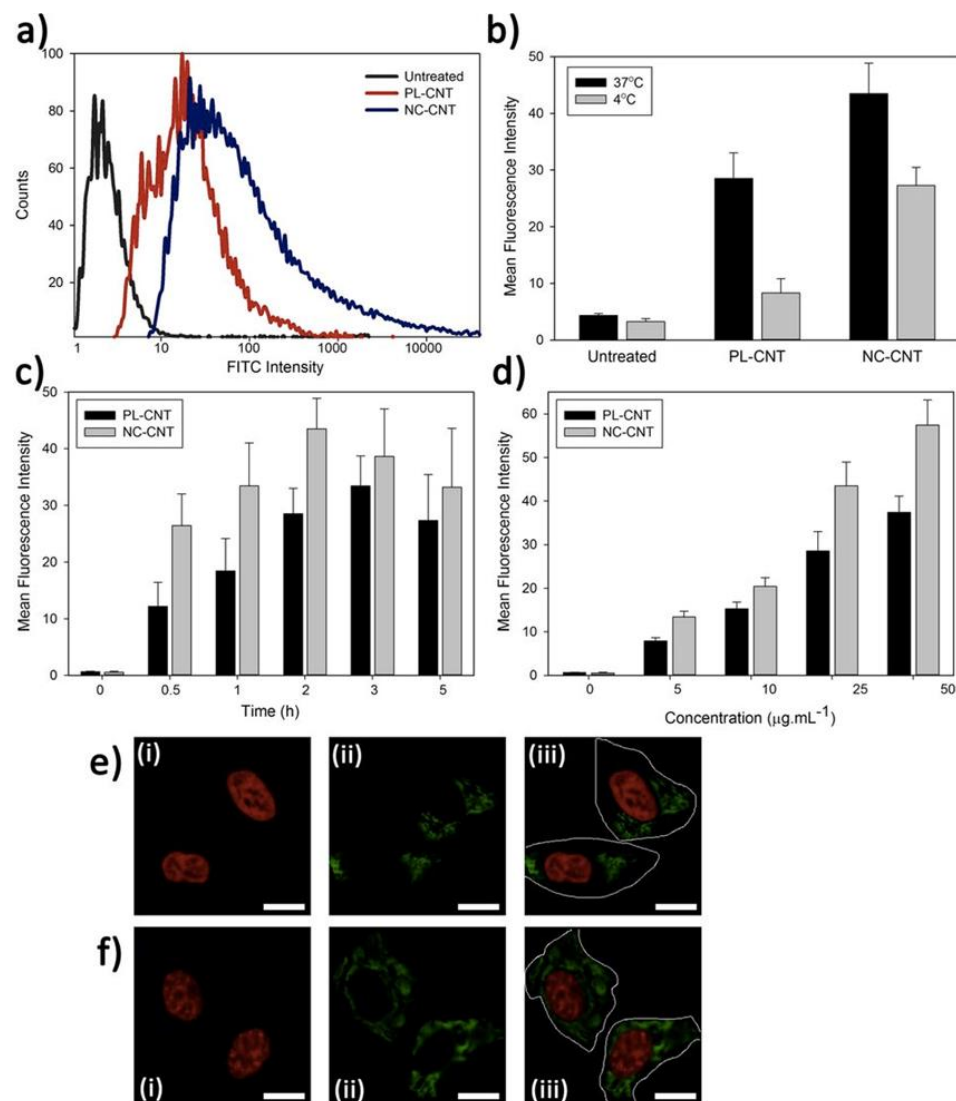 a)
100
80
60
40
20
Counts
1
10
100
1000
10000
FITC Intensity
Untreated
PL-CNT
NC-CNT
b)
50
40
30
20
10
0
Mean Fluorescence Intensity
37°C
4°C
Untreated
PL-CNT
NC-CNT
c)
50
40
30
20
10
0
Mean Fluorescence Intensity
PL-CNT
NC-CNT
0
0.5
1
2
3
5
Time (h)
d)
60
50
40
30
20
10
0
Mean Fluorescence Intensity
PL-CNT
NC-CNT
0
5
10
25
50
Concentration (μg.mL⁻¹)
e)
(i)
(ii)
(iii)
f)
(i)
(ii)
(iii)